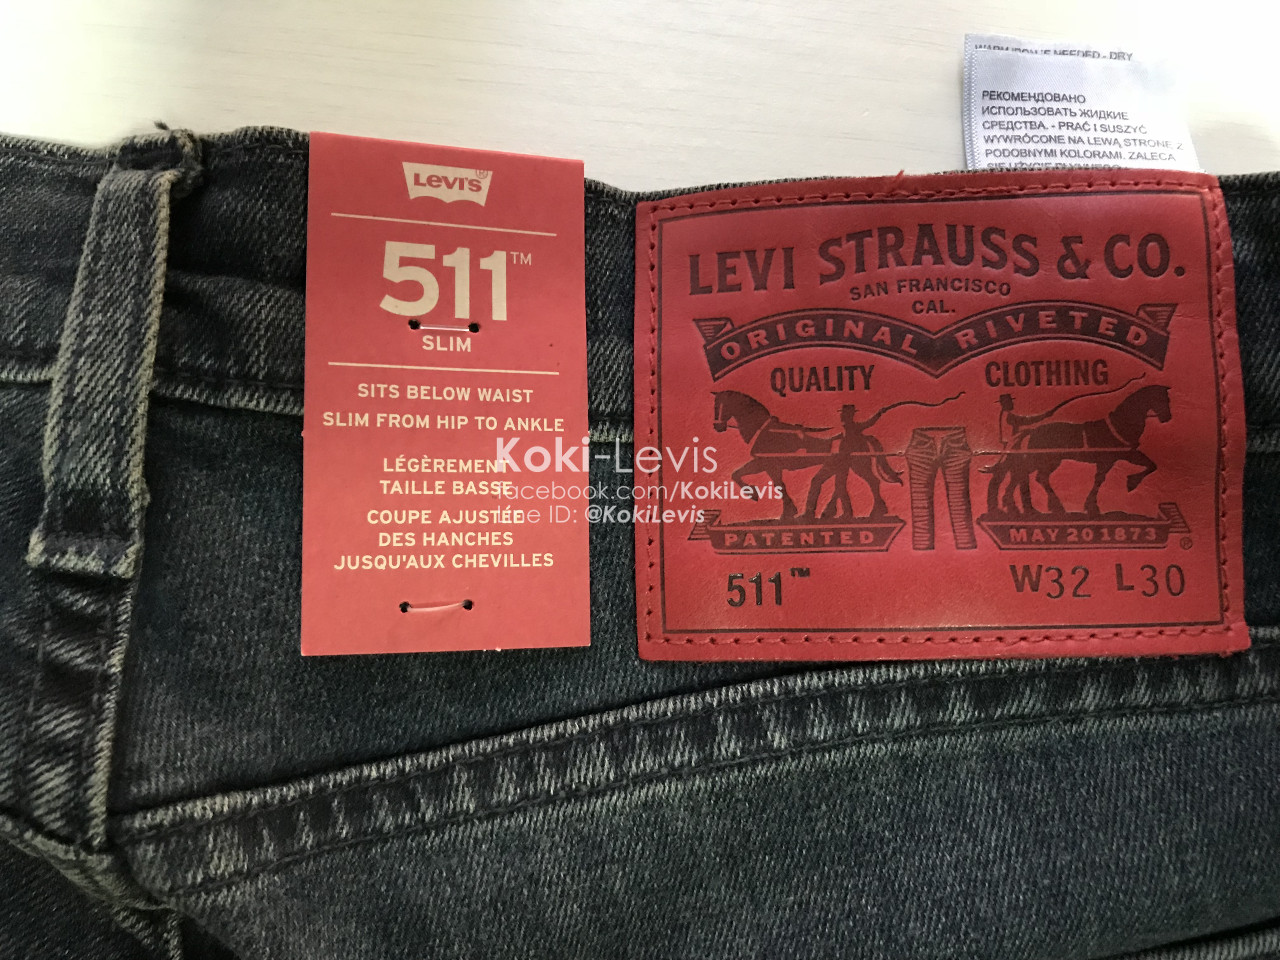 WARM IRON IF NEEDED - DRY
РЕКОМЕНДОВАНО
ИСПОЛЬЗОВАТЬ ЖИДКИЕ
СРЕДСТВА. - PRAĆ I SUSZYĆ
WYWRÓCONE NA LEWĄ STRONĘ Z
PODOBNYMI KOLORAMI. ZALECA
SIĘ UŻYCIE PŁYNNEGO
LEVI'S®
511™
SLIM
SITS BELOW WAIST
SLIM FROM HIP TO ANKLE
LÉGÈREMENT
TAILLE BASSE
COUPE AJUSTÉE
DES HANCHES
JUSQU'AUX CHEVILLES
LEVI STRAUSS & CO.
SAN FRANCISCO
CAL.
ORIGINAL RIVETED
QUALITY CLOTHING
PATENTED MAY 20 1873 ®
511™ W32 L30
Koki-Levis
facebook.com/KokiLevis
Line ID: @KokiLevis